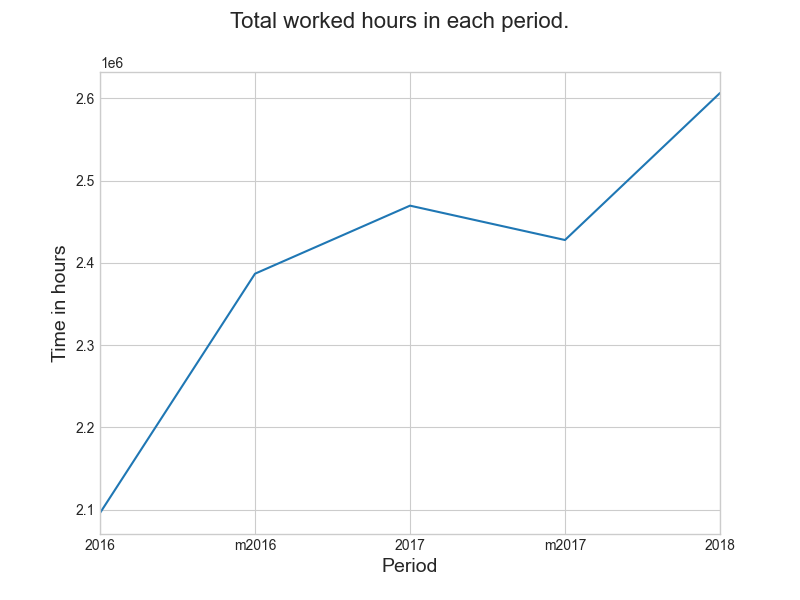 Total worked hours in each period.
1e6
2.6
2.5
2.4
2.3
2.2
2.1
Time in hours
2016 m2016 2017 m2017 2018
Period